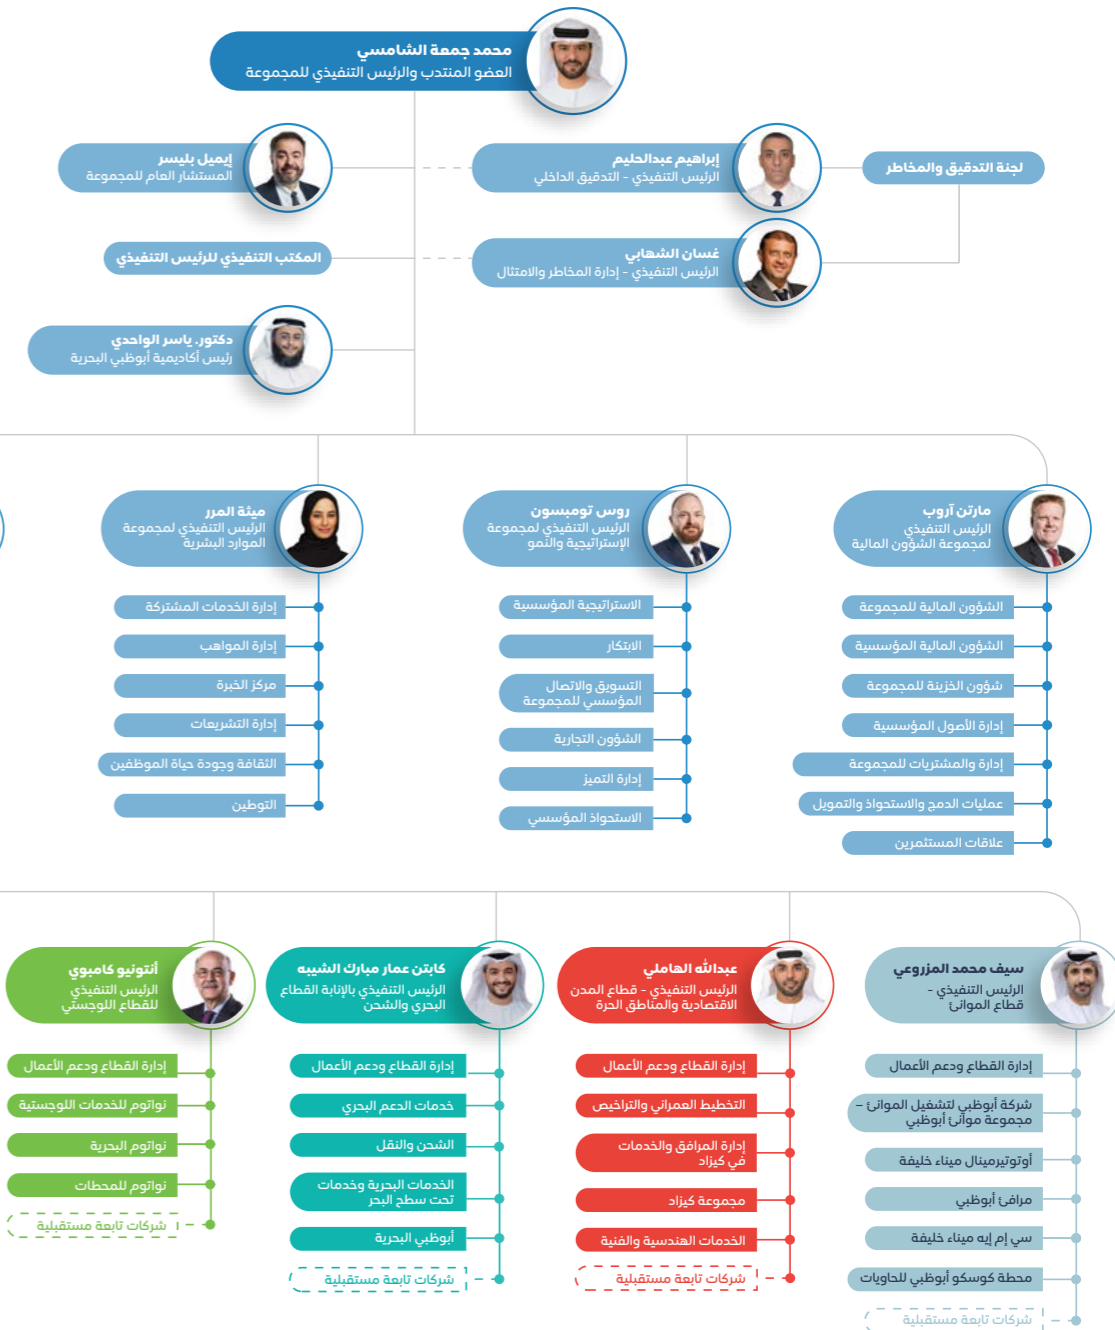 محمد جمعة الشامسي
العضو المنتدب والرئيس التنفيذي للمجموعة
لجنة التدقيق والمخاطر
إبراهيم عبدالحليم
الرئيس التنفيذي - التدقيق الداخلي
إيميل بليسر
المستشار العام للمجموعة
غسان الشهابي
الرئيس التنفيذي - إدارة المخاطر والامتثال
المكتب التنفيذي للرئيس التنفيذي
دكتور. ياسر الواحدي
رئيس أكاديمية أبوظبي البحرية
مارتن آروب
الرئيس التنفيذي
لمجموعة الشؤون المالية
الشؤون المالية للمجموعة
الشؤون المالية المؤسسية
شؤون الخزينة للمجموعة
إدارة الأصول المؤسسية
إدارة والمشتريات للمجموعة
عمليات الدمج والاستحواذ والتمويل
علاقات المستثمرين
روس تومبسون
الرئيس التنفيذي لمجموعة
الإستراتيجية والنمو
الاستراتيجية المؤسسية
الابتكار
التسويق والاتصال
المؤسسي للمجموعة
الشؤون التجارية
إدارة التميز
الاستحواذ المؤسسي
ميثة المرر
الرئيس التنفيذي لمجموعة
الموارد البشرية
إدارة الخدمات المشتركة
إدارة المواهب
مركز الخبرة
إدارة التشريعات
الثقافة وجودة حياة الموظفين
التوطين
سيف محمد المزروعي
الرئيس التنفيذي -
قطاع الموانئ
إدارة القطاع ودعم الأعمال
شركة أبوظبي لتشغيل الموانئ –
مجموعة موانئ أبوظبي
أوتوتيرمينال ميناء خليفة
مرافئ أبوظبي
سي إم إيه ميناء خليفة
محطة كوسكو أبوظبي للحاويات
شركات تابعة مستقبلية
عبدالله الهاملي
الرئيس التنفيذي - قطاع المدن
الاقتصادية والمناطق الحرة
إدارة القطاع ودعم الأعمال
التخطيط العمراني والتراخيص
إدارة المرافق والخدمات
في كيزاد
مجموعة كيزاد
الخدمات الهندسية والفنية
شركات تابعة مستقبلية
كابتن عمار مبارك الشيبه
الرئيس التنفيذي بالإنابة القطاع
البحري والشحن
إدارة القطاع ودعم الأعمال
خدمات الدعم البحري
الشحن والنقل
الخدمات البحرية وخدمات
تحت سطح البحر
أبوظبي البحرية
شركات تابعة مستقبلية
أنتونيو كامبوي
الرئيس التنفيذي
للقطاع اللوجستي
إدارة القطاع ودعم الأعمال
نواتوم للخدمات اللوجستية
نواتوم البحرية
نواتوم للمحطات
شركات تابعة مستقبلية